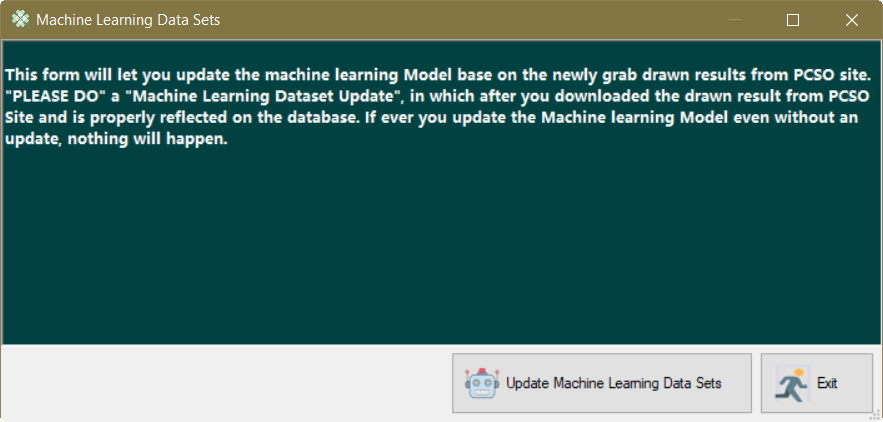 Machine Learning Data Sets
This form will let you update the machine learning Model base on the newly grab drawn results from PCSO site.
"PLEASE DO" a "Machine Learning Dataset Update", in which after you downloaded the drawn result from PCSO
Site and is properly reflected on the database. If ever you update the Machine learning Model even without an
update, nothing will happen.
Update Machine Learning Data Sets
Exit